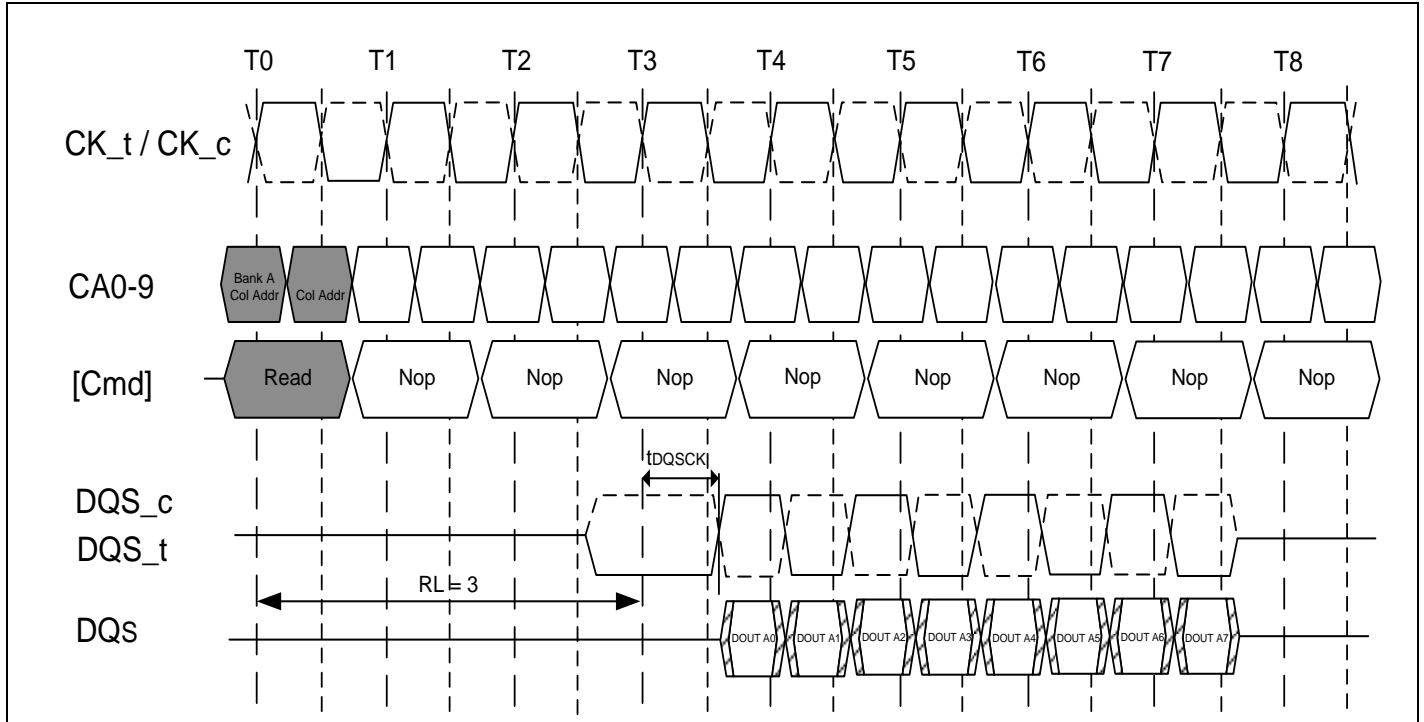 T0 T1 T2 T3 T4 T5 T6 T7 T8
CK_t / CK_c
CA0-9
Bank A
Col Addr
Col Addr
[Cmd]
Read Nop Nop Nop Nop Nop Nop Nop Nop
tDQSCK
DQS_c
DQS_t
RL = 3
DQs
DOUT A0 DOUT A1 DOUT A2 DOUT A3 DOUT A4 DOUT A5 DOUT A6 DOUT A7